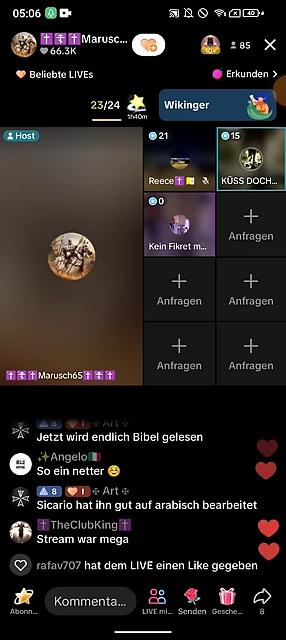 05:06
40
✝️✝️✝️Marusc...
66.3K
85
Beliebte LIVEs
Erkunden >
23/24
1h40m
Wikinger
Host
21
15
Reece✝️
KÜSS DOCH...
0
Kein Fikret m...
Anfragen
Anfragen
Anfragen
Anfragen
Anfragen
Anfragen
✝️✝️✝️Marusch65✝️✝️✝️
8 I ✠ Art ✠
Jetzt wird endlich Bibel gelesen
✨Angelo🇮🇹
So ein netter ☺️
8 I ✠ Art ✠
Sicario hat ihn gut auf arabisch bearbeitet
✝️TheClubKing✝️
Stream war mega
rafav707 hat dem LIVE einen Like gegeben
Abonn...
Kommenta...
LIVE mi...
Senden
Gesche...
8